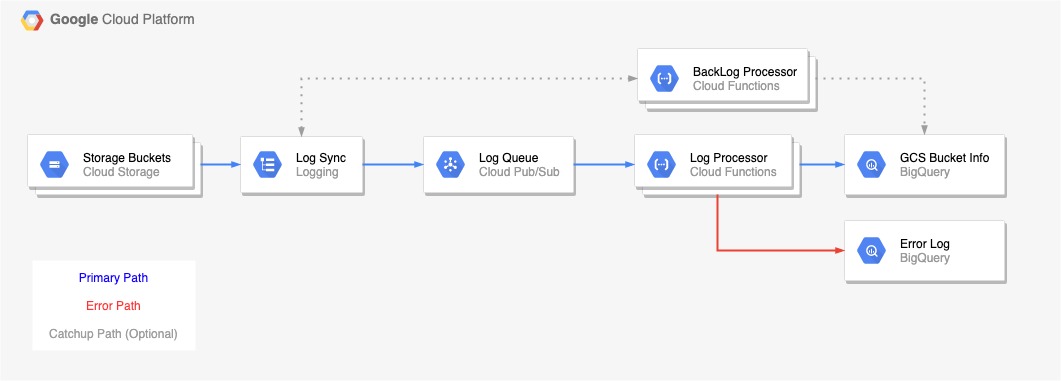 Google Cloud Platform
BackLog Processor
Cloud Functions
Storage Buckets
Cloud Storage
Log Sync
Logging
Log Queue
Cloud Pub/Sub
Log Processor
Cloud Functions
GCS Bucket Info
BigQuery
Error Log
BigQuery
Primary Path
Error Path
Catchup Path (Optional)